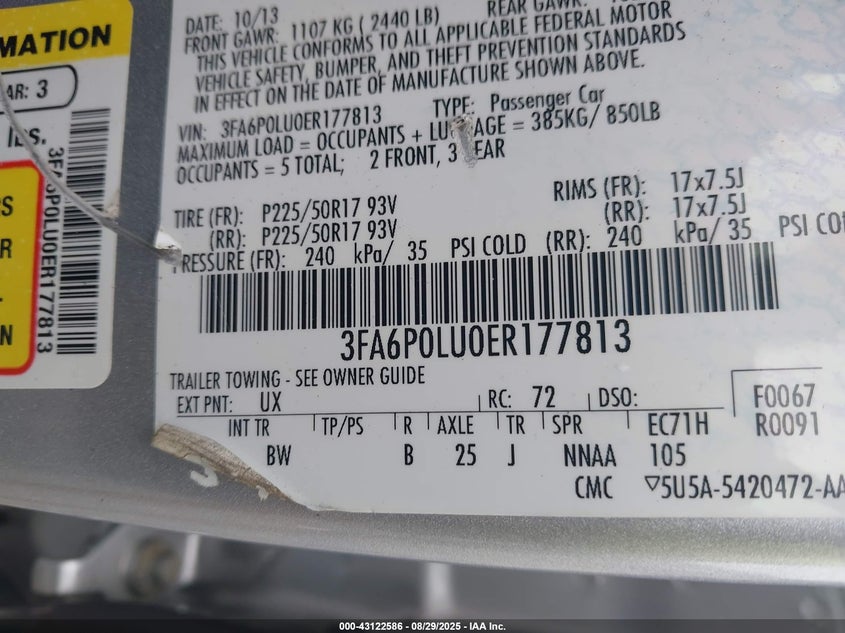 MATION
AR: 3
lbs.
3FA6P0LU0ER177813
S
ER
L
N
DATE: 10/13
REAR GAWR:
FRONT GAWR: 1107 KG ( 2440 LB)
THIS VEHICLE CONFORMS TO ALL APPLICABLE FEDERAL MOTOR
VEHICLE SAFETY, BUMPER, AND THEFT PREVENTION STANDARDS
IN EFFECT ON THE DATE OF MANUFACTURE SHOWN ABOVE.
VIN: 3FA6P0LU0ER177813 TYPE: Passenger Car
MAXIMUM LOAD = OCCUPANTS + LUGGAGE = 385KG/ 850LB
OCCUPANTS = 5 TOTAL; 2 FRONT, 3 REAR
TIRE (FR): P225/50R17 93V RIMS (FR): 17x7.5J
(RR): P225/50R17 93V (RR): 17x7.5J
PRESSURE (FR): 240 kPa/ 35 PSI COLD (RR): 240 kPa/ 35 PSI CO
3FA6P0LU0ER177813
TRAILER TOWING - SEE OWNER GUIDE
EXT PNT: UX RC: 72 DSO: F0067
INT TR TP/PS R AXLE TR SPR EC71H R0091
BW B 25 J NNAA 105
CMC ▽5U5A-5420472-AA
000-43122586 - 08/29/2025 - IAA Inc.